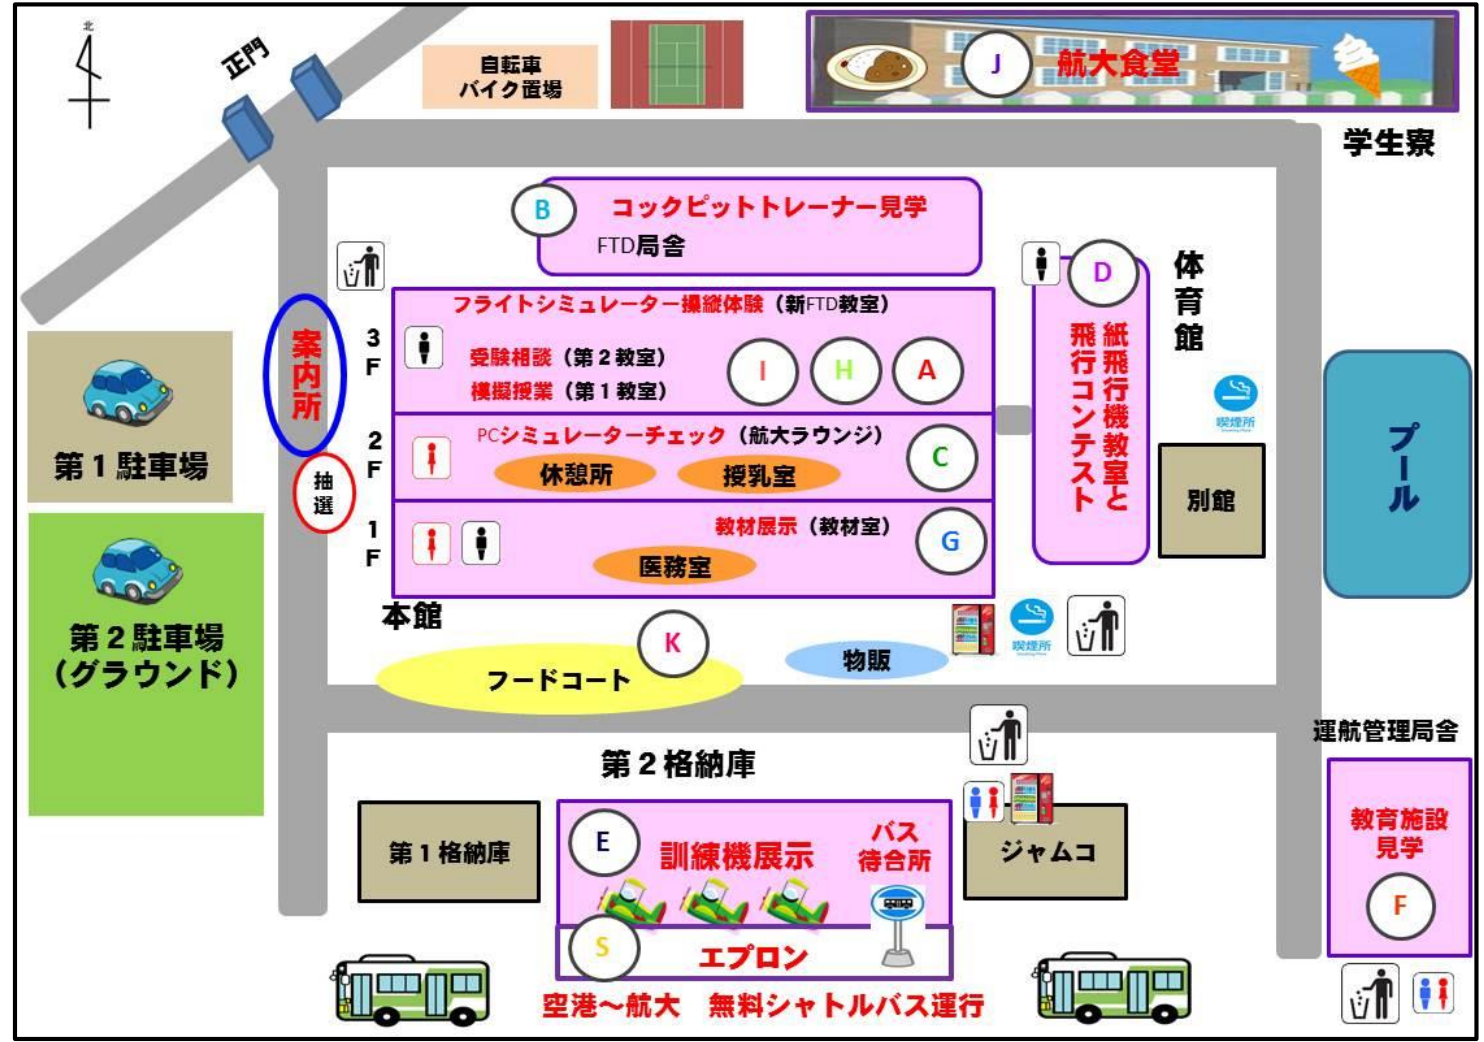 北
正門
自転車
バイク置場
J
航大食堂
学生寮
B
コックピットトレーナー見学
FTD局舎
D
体育館
紙飛行機教室と
飛行コンテスト
案内所
抽選
3F
フライトシミュレーター操縦体験（新FTD教室）
受験相談（第２教室）
模擬授業（第１教室）
I
H
A
2F
PCシミュレーターチェック（航大ラウンジ）
休憩所
授乳室
C
1F
教材展示（教材室）
医務室
G
本館
喫煙所
別館
プール
第１駐車場
第２駐車場
（グラウンド）
K
フードコート
物販
喫煙所
運航管理局舎
教育施設
見学
F
第２格納庫
第１格納庫
E
訓練機展示
バス
待合所
ジャムコ
S
エプロン
空港～航大　無料シャトルバス運行